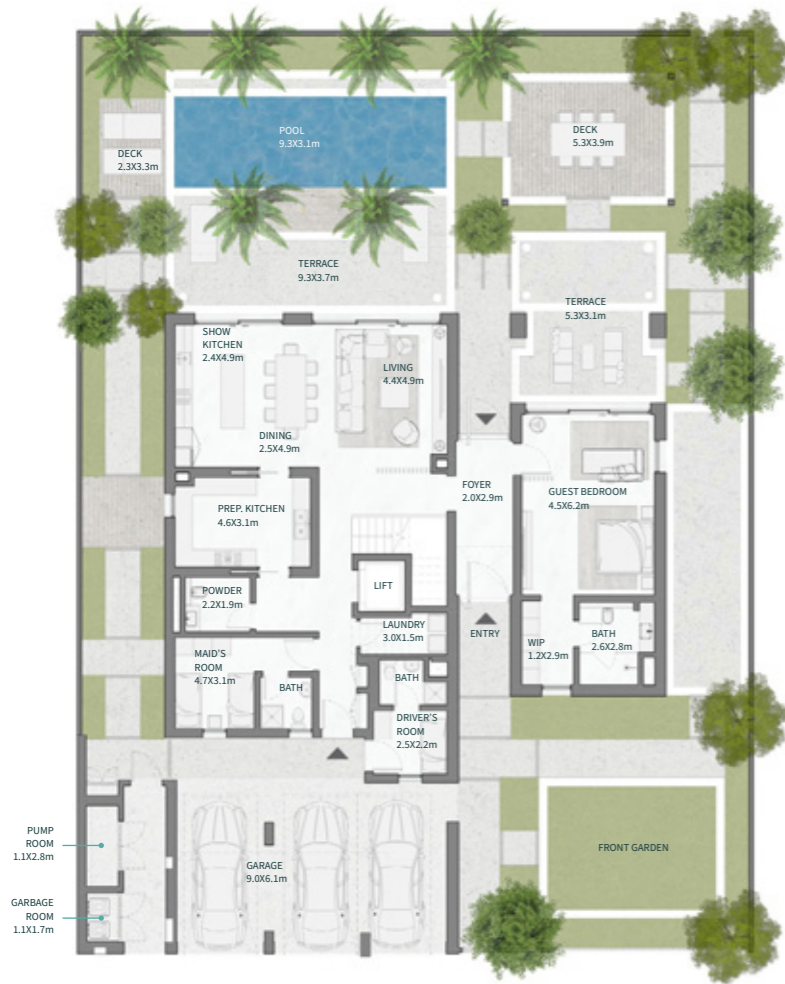 POOL
9.3X3.1m
DECK
5.3X3.9m
DECK
2.3X3.3m
TERRACE
9.3X3.7m
TERRACE
5.3X3.1m
SHOW
KITCHEN
2.4X4.9m
LIVING
4.4X4.9m
DINING
2.5X4.9m
FOYER
2.0X2.9m
GUEST BEDROOM
4.5X6.2m
PREP. KITCHEN
4.6X3.1m
LIFT
POWDER
2.2X1.9m
LAUNDRY
3.0X1.5m
ENTRY
WIP
1.2X2.9m
BATH
2.6X2.8m
MAID'S
ROOM
4.7X3.1m
BATH
BATH
DRIVER'S
ROOM
2.5X2.2m
PUMP
ROOM
1.1X2.8m
GARAGE
9.0X6.1m
FRONT GARDEN
GARBAGE
ROOM
1.1X1.7m